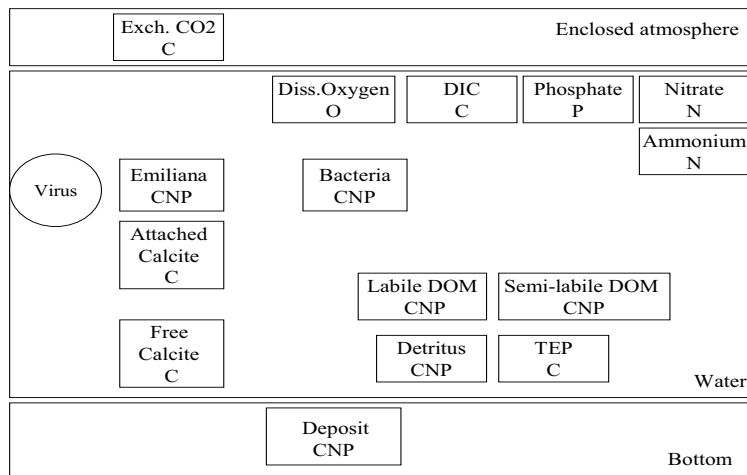 Exch. CO2
C
Enclosed atmosphere
Diss.Oxygen
O
DIC
C
Phosphate
P
Nitrate
N
Ammonium
N
Virus
Emiliana
CNP
Bacteria
CNP
Attached
Calcite
C
Labile DOM
CNP
Semi-labile DOM
CNP
Free
Calcite
C
Detritus
CNP
TEP
C
Water
Deposit
CNP
Bottom